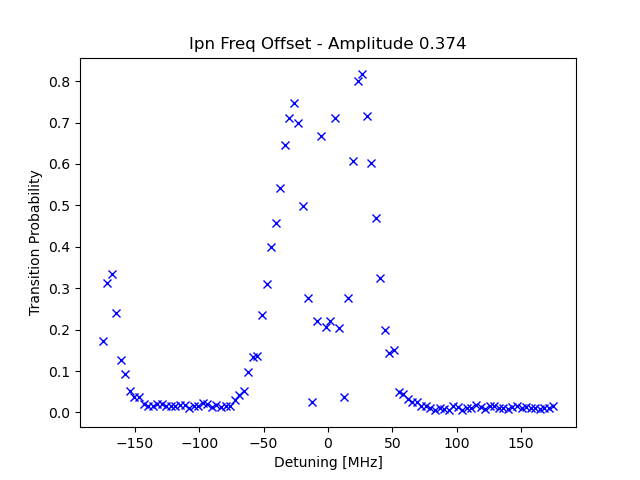 Ipn Freq Offset - Amplitude 0.374
Transition Probability
0.8
0.7
0.6
0.5
0.4
0.3
0.2
0.1
0.0
−150 −100 −50 0 50 100 150
Detuning [MHz]